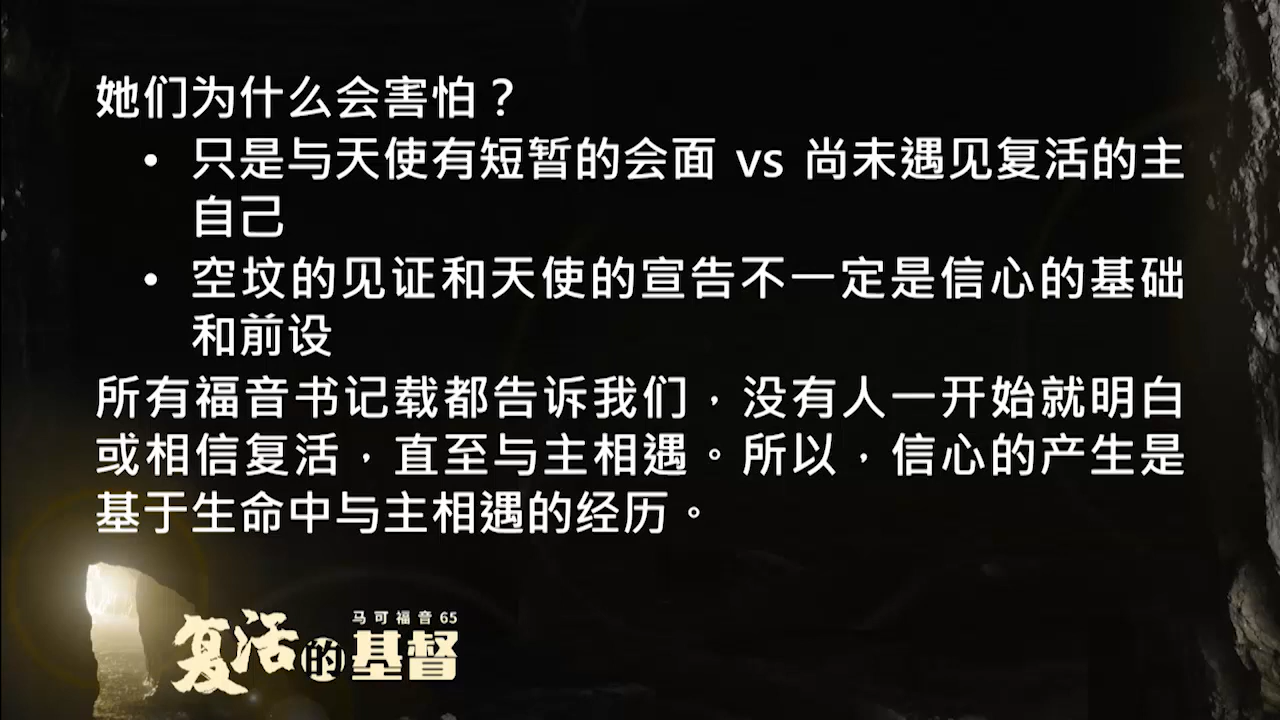 她们为什么会害怕？
• 只是与天使有短暂的会面 vs 尚未遇见复活的主
自己
• 空坟的见证和天使的宣告不一定是信心的基础
和前设
所有福音书记载都告诉我们，没有人一开始就明白
或相信复活，直至与主相遇。所以，信心的产生是
基于生命中与主相遇的经历。
马可福音65
复活的基督